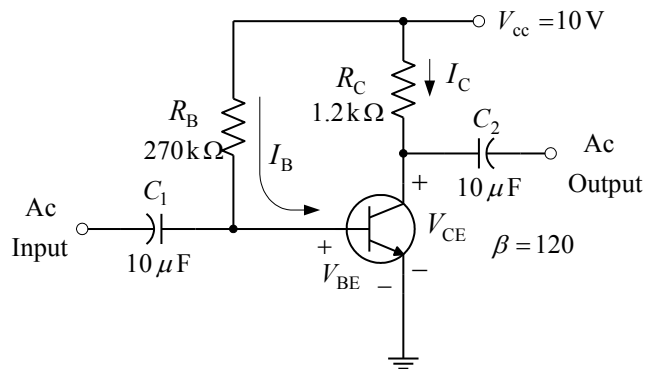 V_cc = 10 V
R_B
270 kΩ
R_C
1.2 kΩ
I_C
I_B
C_2
10 μF
Ac
Output
Ac
Input
C_1
10 μF
+
V_CE
−
+
V_BE
−
β = 120